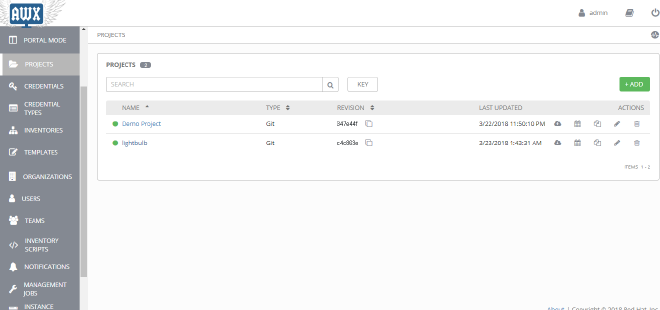 AWX
admin
PORTAL MODE
PROJECTS
CREDENTIALS
CREDENTIAL
TYPES
INVENTORIES
TEMPLATES
ORGANIZATIONS
USERS
TEAMS
INVENTORY
SCRIPTS
NOTIFICATIONS
MANAGEMENT
JOBS
INSTANCE
PROJECTS
PROJECTS 2
SEARCH
KEY
+ ADD
NAME TYPE REVISION LAST UPDATED ACTIONS
Demo Project Git 347e44f 3/22/2018 11:50:10 PM
lightbulb Git c4c003e 3/23/2018 1:43:31 AM
ITEMS 1 - 2
About | Copyright © 2018 Red Hat, Inc.